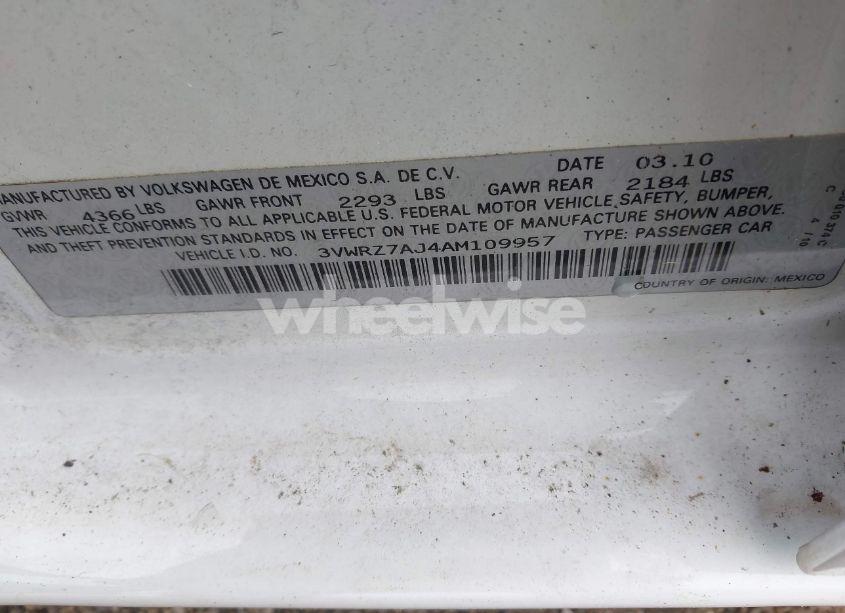 MANUFACTURED BY VOLKSWAGEN DE MEXICO S.A. DE C.V. DATE 03.10
GVWR 4366 LBS GAWR FRONT 2293 LBS GAWR REAR 2184 LBS
THIS VEHICLE CONFORMS TO ALL APPLICABLE U.S. FEDERAL MOTOR VEHICLE SAFETY, BUMPER,
AND THEFT PREVENTION STANDARDS IN EFFECT ON THE DATE OF MANUFACTURE SHOWN ABOVE.
VEHICLE I.D. NO. 3VWRZ7AJ4AM109957 TYPE: PASSENGER CAR
COUNTRY OF ORIGIN: MEXICO
C 4 / 10
wheelwise